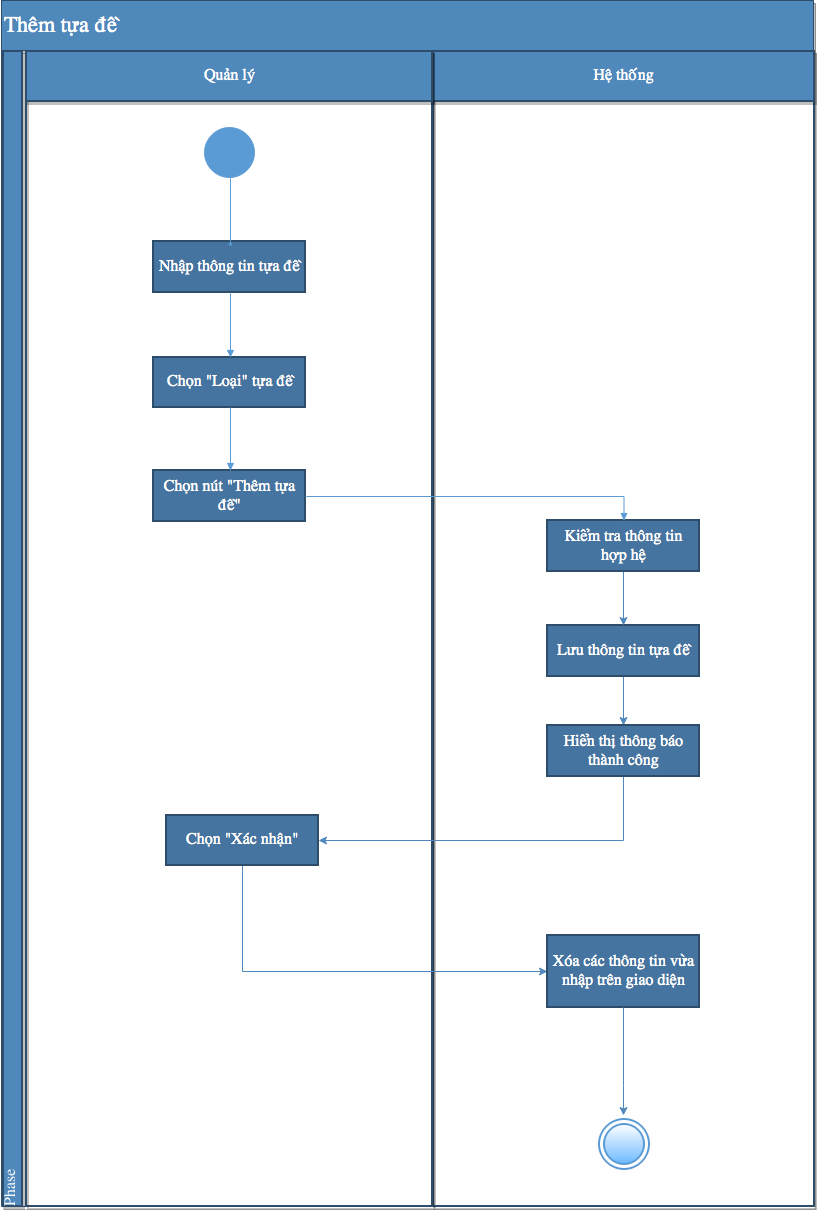 Thêm tựa đề
Quản lý
Hệ thống
Nhập thông tin tựa đề
Chọn "Loại" tựa đề
Chọn nút "Thêm tựa
đề"
Kiểm tra thông tin
hợp hệ
Lưu thông tin tựa đề
Hiển thị thông báo
thành công
Chọn "Xác nhận"
Xóa các thông tin vừa
nhập trên giao diện
Phase